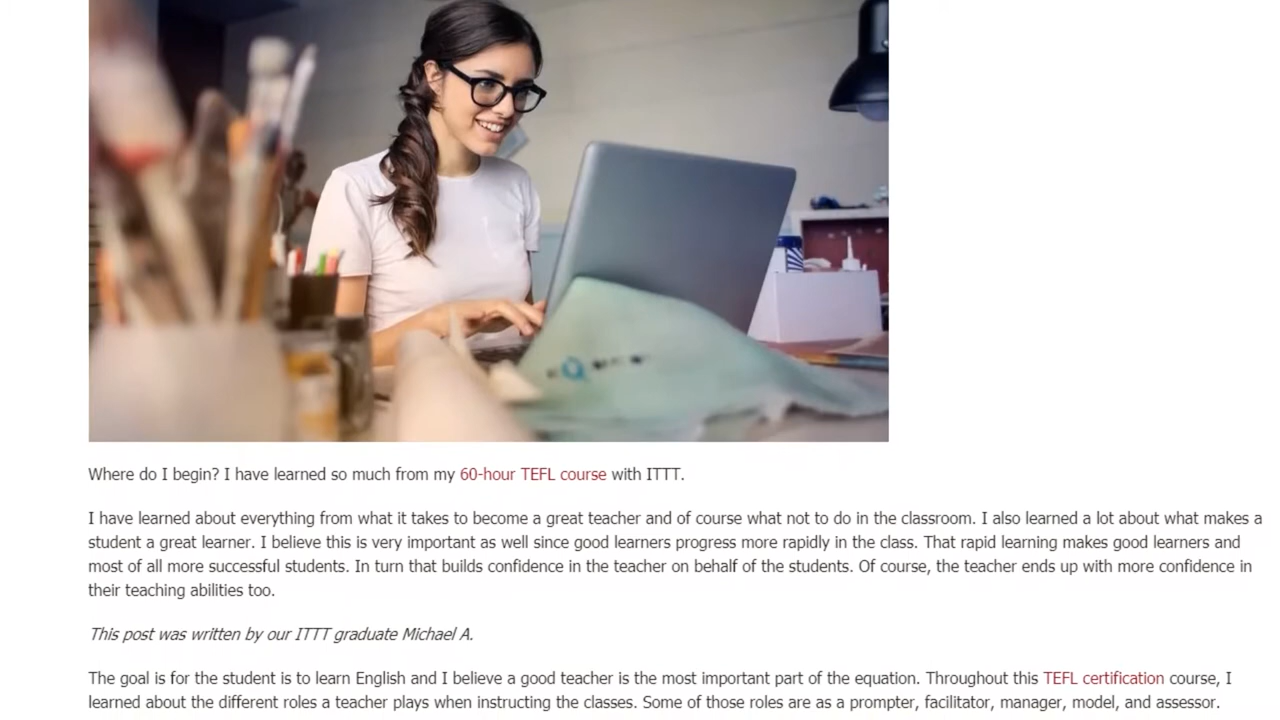 Where do I begin? I have learned so much from my 60-hour TEFL course with ITTT.
I have learned about everything from what it takes to become a great teacher and of course what not to do in the classroom. I also learned a lot about what makes a
student a great learner. I believe this is very important as well since good learners progress more rapidly in the class. That rapid learning makes good learners and
most of all more successful students. In turn that builds confidence in the teacher on behalf of the students. Of course, the teacher ends up with more confidence in
their teaching abilities too.
This post was written by our ITTT graduate Michael A.
The goal is for the student is to learn English and I believe a good teacher is the most important part of the equation. Throughout this TEFL certification course, I
learned about the different roles a teacher plays when instructing the classes. Some of those roles are as a prompter, facilitator, manager, model, and assessor.